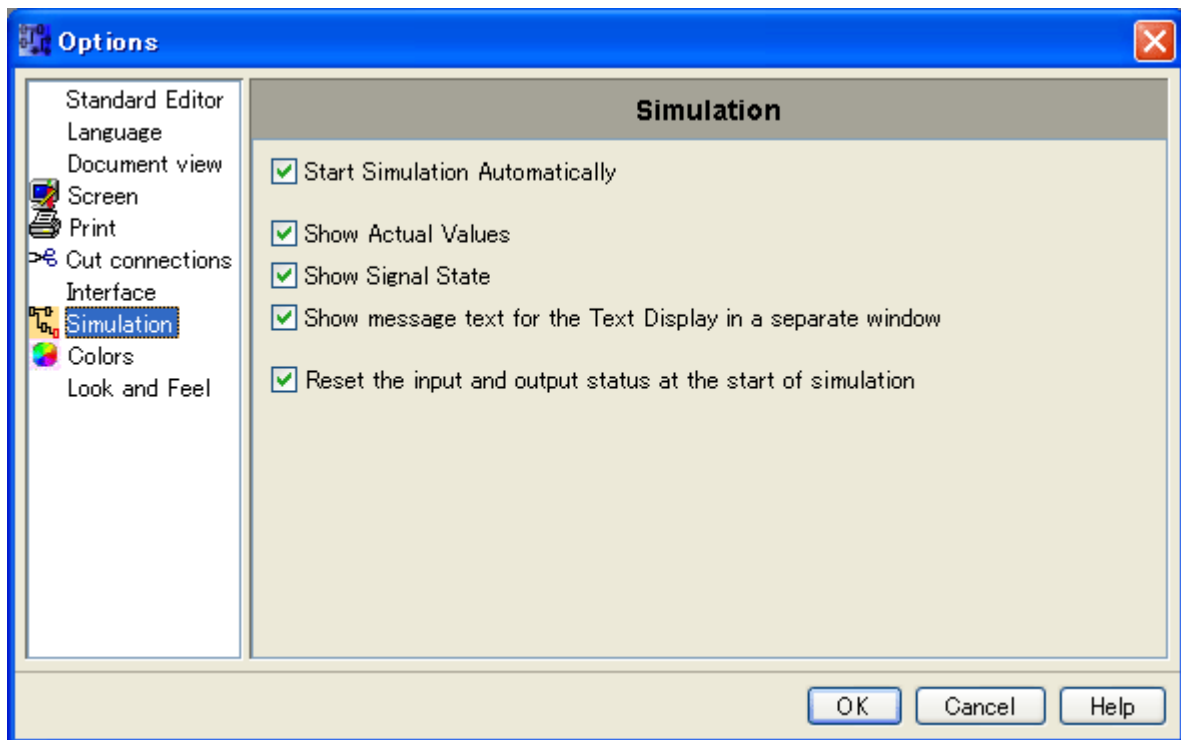 Options
Standard Editor
Language
Document view
Screen
Print
Cut connections
Interface
Simulation
Colors
Look and Feel
Simulation
Start Simulation Automatically
Show Actual Values
Show Signal State
Show message text for the Text Display in a separate window
Reset the input and output status at the start of simulation
OK Cancel Help